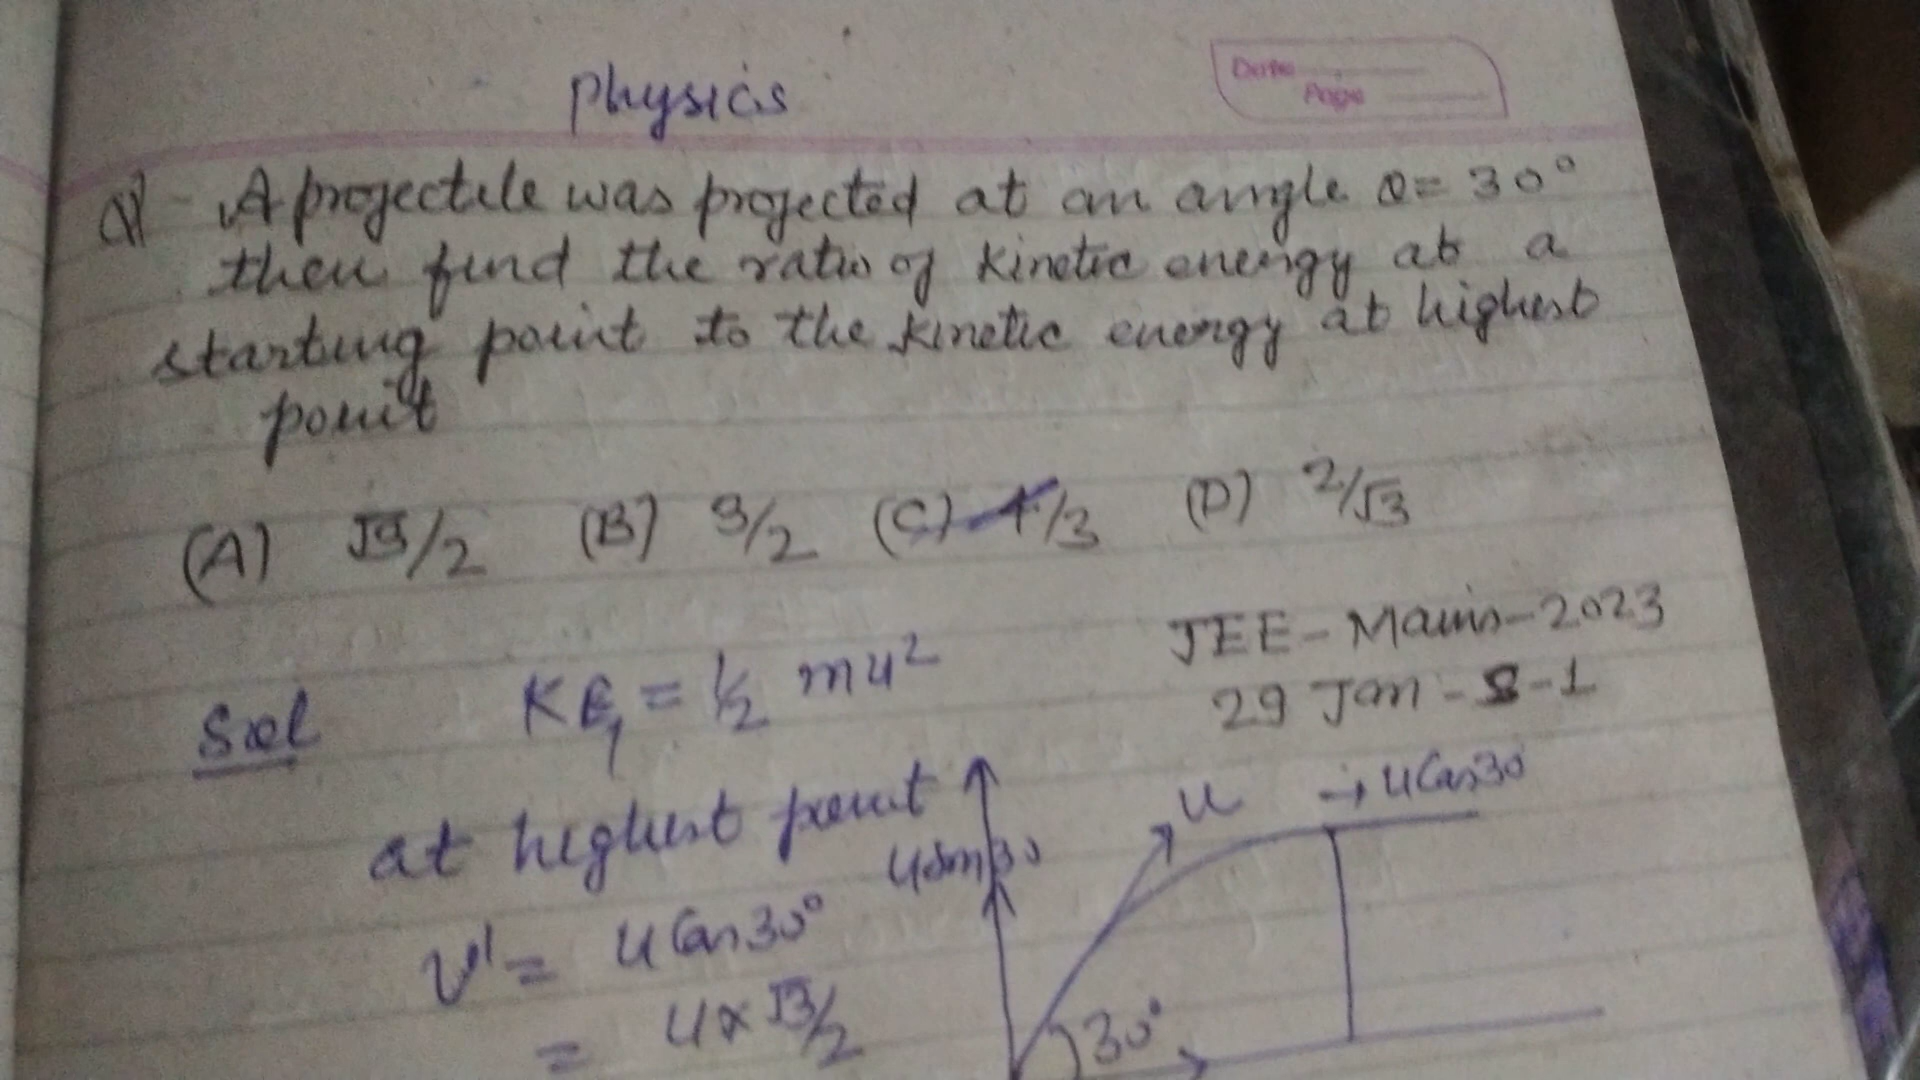 Physics
Date
Page
Q1 - A projectile was projected at an angle θ = 30°
then find the ratio of kinetic energy at a
starting point to the kinetic energy at highest
point
(A) √3/2 (B) 3/2 (C) 4/3 (D) 2/√3
JEE - Mains - 2023
29 Jan - S - 1
Sol KE₁ = 1/2 mu²
at highest point
v' = u Cos 30°
= u x √3/2
u
→ u Cos30
u Sin 30
30°